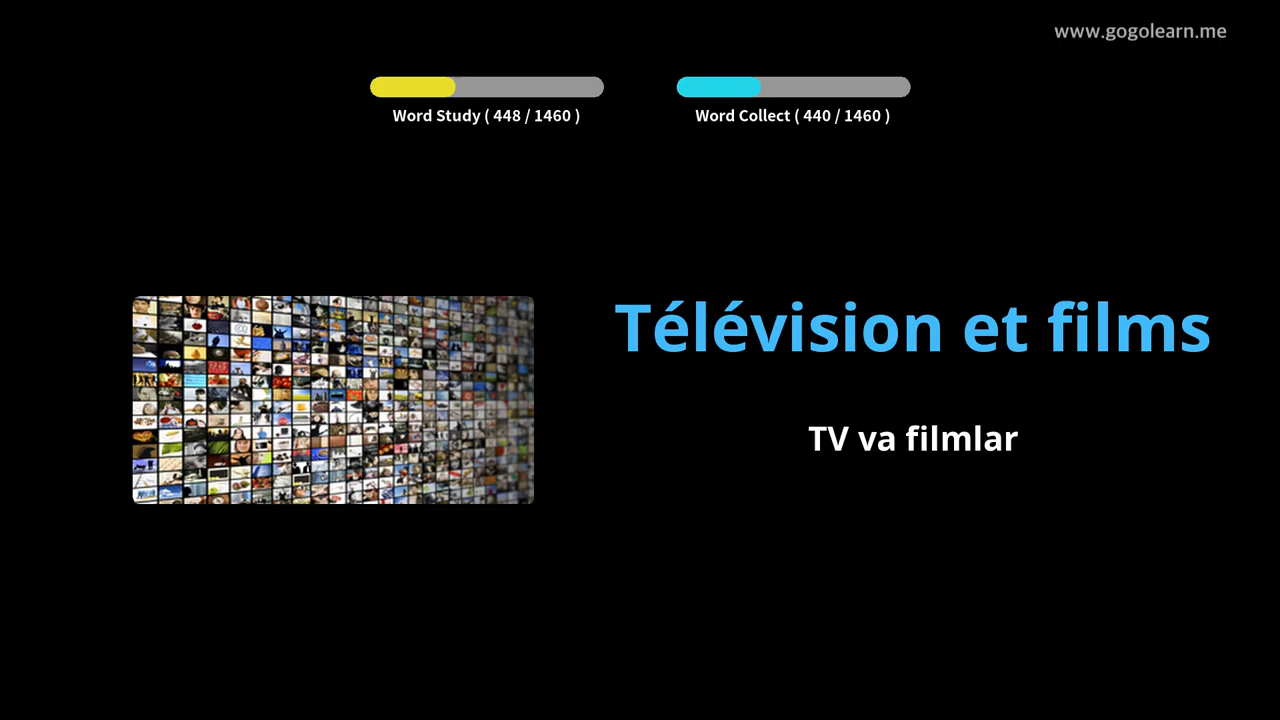 www.gogolearn.me
Word Study ( 448 / 1460 )
Word Collect ( 440 / 1460 )
Télévision et films
TV va filmlar